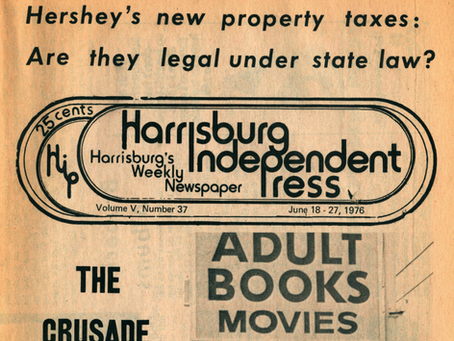 Hershey's new property taxes:
Are they legal under state law?
25 cents
Hip
Harrisburg
Independent
Press
Harrisburg's
Weekly
Newspaper
Volume V, Number 37
June 18 - 27, 1976
THE
CRUSADE
ADULT
BOOKS
MOVIES